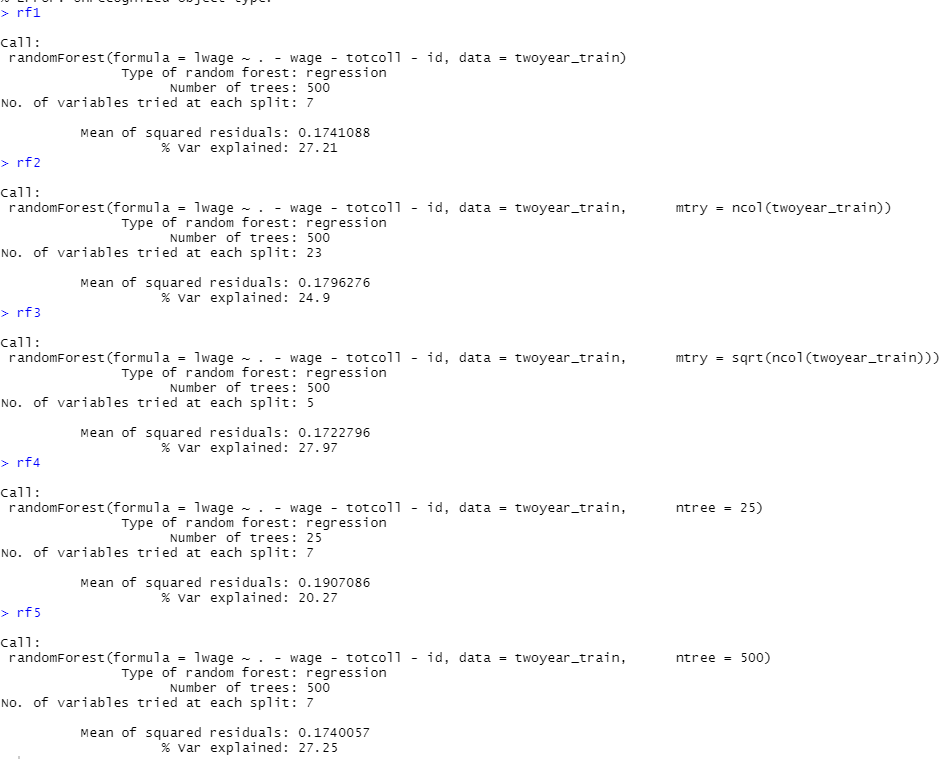 % Error: unrecognized object type.
> rf1
Call:
randomForest(formula = lwage ~ . - wage - totcoll - id, data = twoyear_train)
Type of random forest: regression
Number of trees: 500
No. of variables tried at each split: 7
Mean of squared residuals: 0.1741088
% Var explained: 27.21
> rf2
Call:
randomForest(formula = lwage ~ . - wage - totcoll - id, data = twoyear_train, mtry = ncol(twoyear_train))
Type of random forest: regression
Number of trees: 500
No. of variables tried at each split: 23
Mean of squared residuals: 0.1796276
% Var explained: 24.9
> rf3
Call:
randomForest(formula = lwage ~ . - wage - totcoll - id, data = twoyear_train, mtry = sqrt(ncol(twoyear_train)))
Type of random forest: regression
Number of trees: 500
No. of variables tried at each split: 5
Mean of squared residuals: 0.1722796
% Var explained: 27.97
> rf4
Call:
randomForest(formula = lwage ~ . - wage - totcoll - id, data = twoyear_train, ntree = 25)
Type of random forest: regression
Number of trees: 25
No. of variables tried at each split: 7
Mean of squared residuals: 0.1907086
% Var explained: 20.27
> rf5
Call:
randomForest(formula = lwage ~ . - wage - totcoll - id, data = twoyear_train, ntree = 500)
Type of random forest: regression
Number of trees: 500
No. of variables tried at each split: 7
Mean of squared residuals: 0.1740057
% Var explained: 27.25